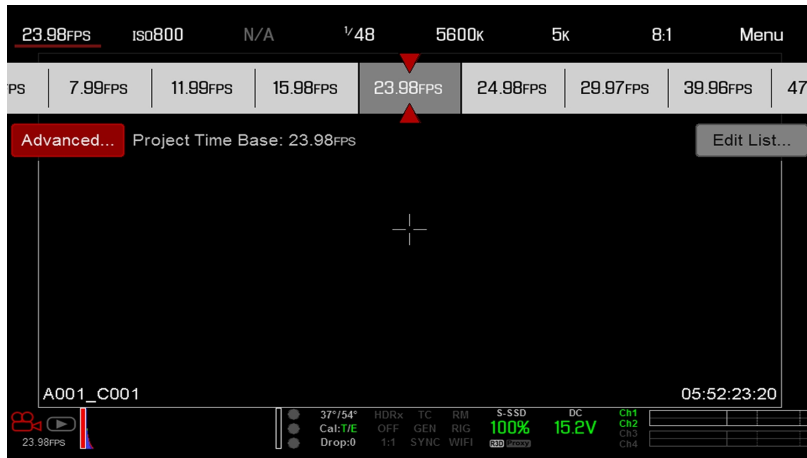 23.98FPS ISO800 N/A 1/48 5600K 5K 8:1 Menu
PS 7.99FPS 11.99FPS 15.98FPS 23.98FPS 24.98FPS 29.97FPS 39.96FPS 47
Advanced... Project Time Base: 23.98FPS Edit List...
A001_C001 05:52:23:20
37°/54° HDRx TC RM S-SSD DC Ch1
Cal:T/E OFF GEN RIG 100% 15.2V Ch2
Ch3
23.98FPS Drop:0 1:1 SYNC WIFI R3D Proxy Ch4